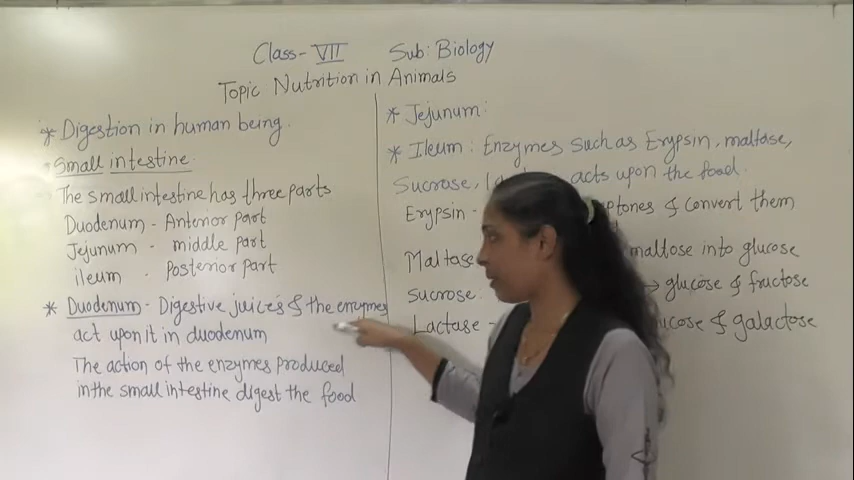 Class- VII Sub: Biology
Topic Nutrition in Animals
* Digestion in human being.
Small intestine.
The small intestine has three parts
Duodenum - Anterior part
Jejunum - middle part
ileum - Posterior part
* Duodenum - Digestive juices & the enzymes
act upon it in duodenum
The action of the enzymes produced
in the small intestine digest the food
* Jejunum:
* Ileum: Enzymes such as Erypsin, maltase,
Sucrase, acts upon the food.
Erypsin - & convert them
Maltase maltose into glucose
Sucrose. → glucose & fructose
Lactase - & galactose